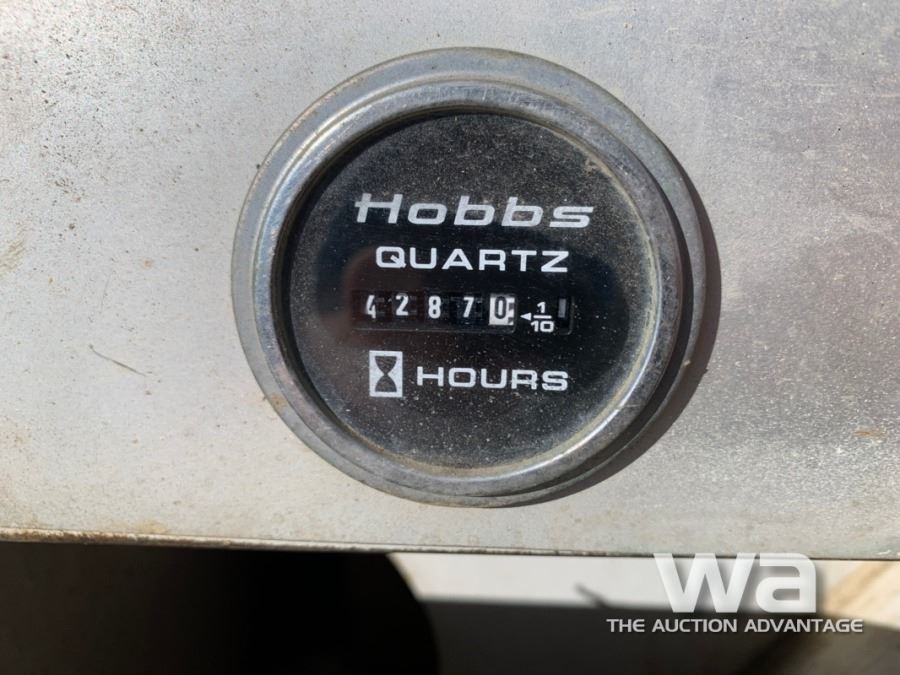 Hobbs
QUARTZ
42870 ◄1/10
HOURS
wa
THE AUCTION ADVANTAGE